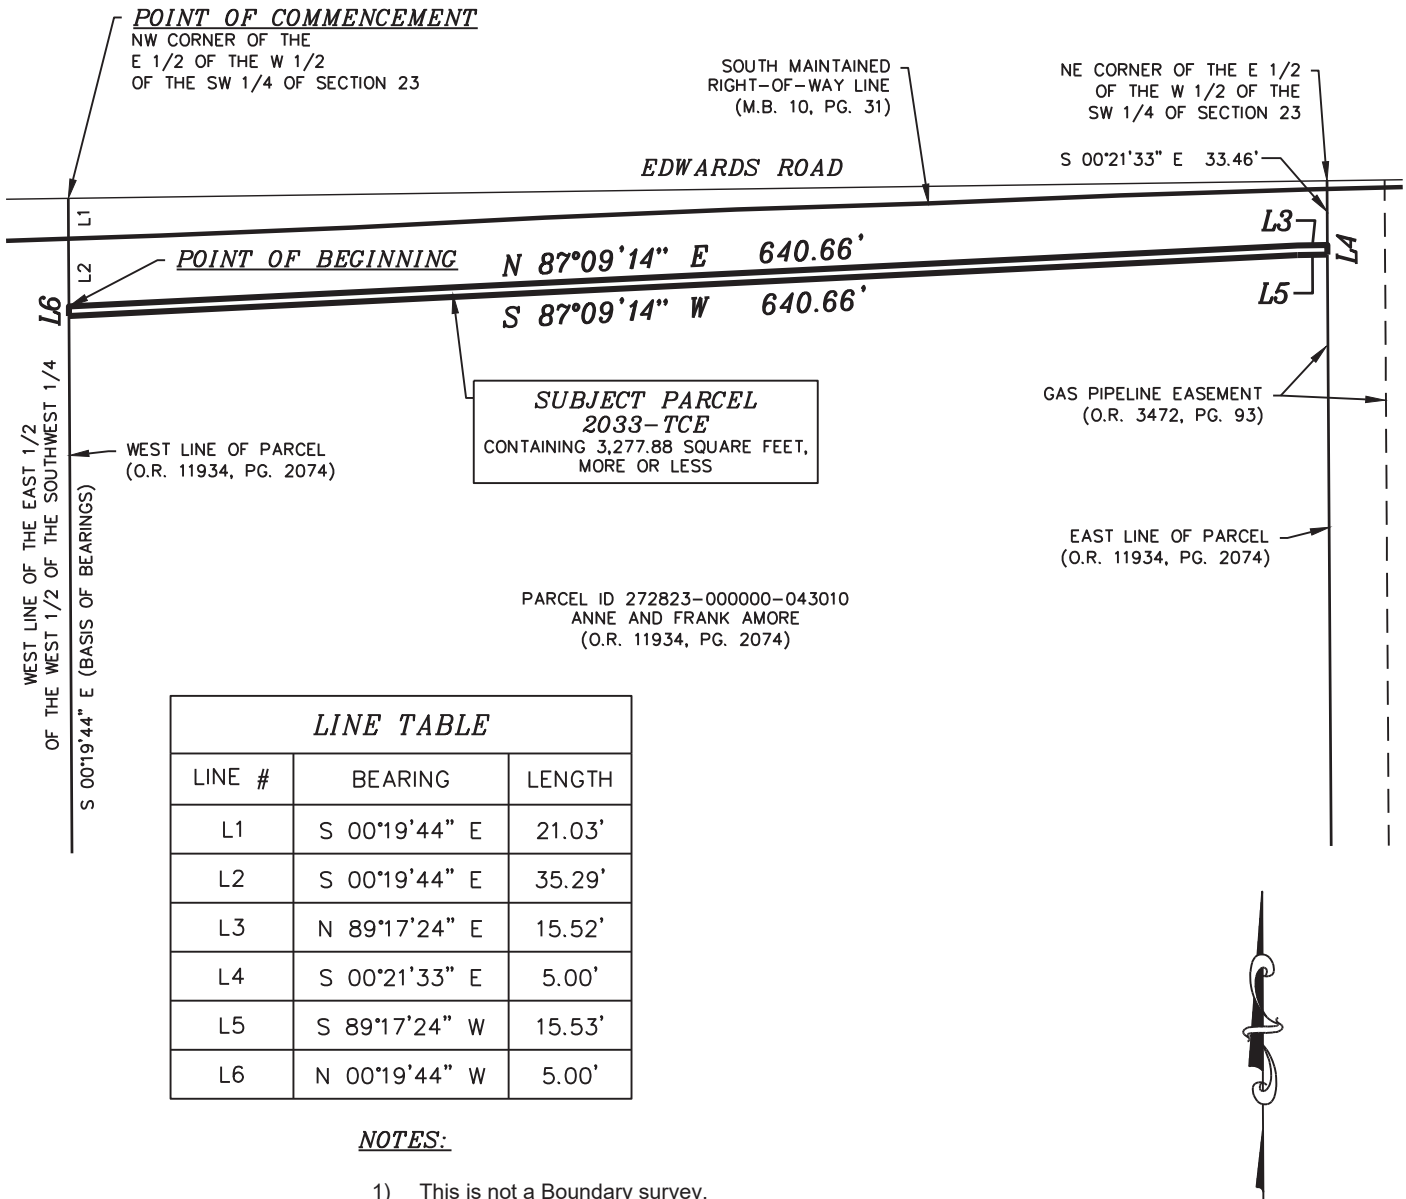 POINT OF COMMENCEMENT
NW CORNER OF THE
E 1/2 OF THE W 1/2
OF THE SW 1/4 OF SECTION 23
SOUTH MAINTAINED
RIGHT-OF-WAY LINE
(M.B. 10, PG. 31)
NE CORNER OF THE E 1/2
OF THE W 1/2 OF THE
SW 1/4 OF SECTION 23
S 00°21'33" E 33.46'
EDWARDS ROAD
L1
L2
L3
L4
L5
L6
POINT OF BEGINNING
N 87°09'14" E 640.66'
S 87°09'14" W 640.66'
SUBJECT PARCEL
2033-TCE
CONTAINING 3,277.88 SQUARE FEET,
MORE OR LESS
GAS PIPELINE EASEMENT
(O.R. 3472, PG. 93)
WEST LINE OF PARCEL
(O.R. 11934, PG. 2074)
WEST LINE OF THE EAST 1/2
OF THE WEST 1/2 OF THE SOUTHWEST 1/4
S 00°19'44" E (BASIS OF BEARINGS)
EAST LINE OF PARCEL
(O.R. 11934, PG. 2074)
PARCEL ID 272823-000000-043010
ANNE AND FRANK AMORE
(O.R. 11934, PG. 2074)
LINE TABLE
LINE # BEARING LENGTH
L1 S 00°19'44" E 21.03'
L2 S 00°19'44" E 35.29'
L3 N 89°17'24" E 15.52'
L4 S 00°21'33" E 5.00'
L5 S 89°17'24" W 15.53'
L6 N 00°19'44" W 5.00'
NOTES:
1) This is not a Boundary survey.